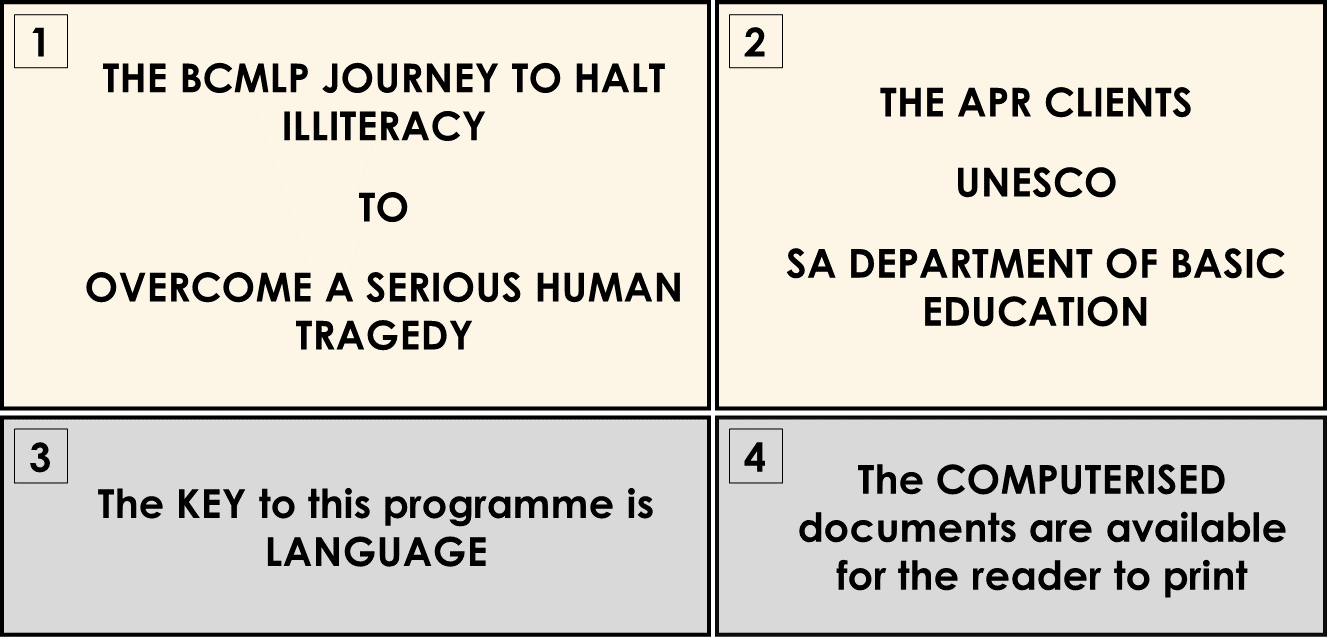 1
THE BCMLP JOURNEY TO HALT
ILLITERACY
TO
OVERCOME A SERIOUS HUMAN
TRAGEDY
2
THE APR CLIENTS
UNESCO
SA DEPARTMENT OF BASIC
EDUCATION
3
The KEY to this programme is
LANGUAGE
4
The COMPUTERISED
documents are available
for the reader to print